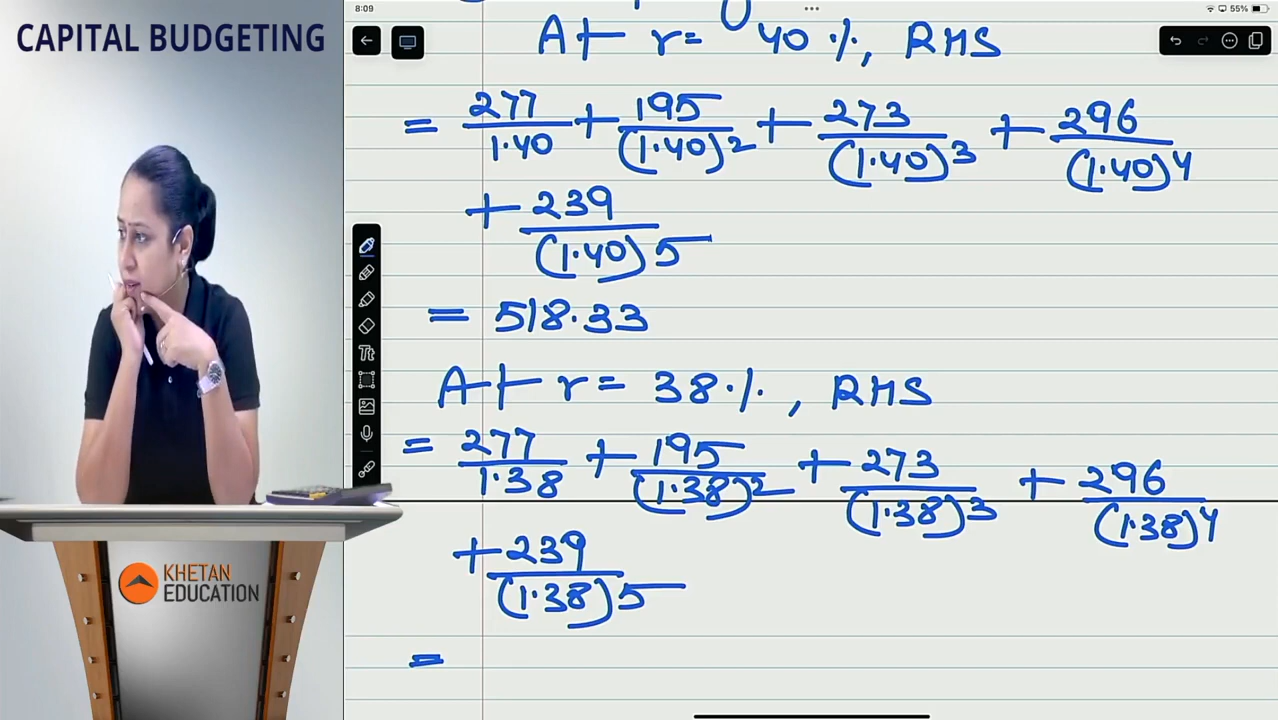 CAPITAL BUDGETING
8:09
55%
At r= 40 %, RHS
= 277/1.40 + 195/(1.40)2 + 273/(1.40)3 + 296/(1.40)4
+ 239/(1.40)5
= 518.33
At r= 38 %, RHS
= 277/1.38 + 195/(1.38)2 + 273/(1.38)3 + 296/(1.38)4
+ 239/(1.38)5
=
Tt
KHETAN
EDUCATION